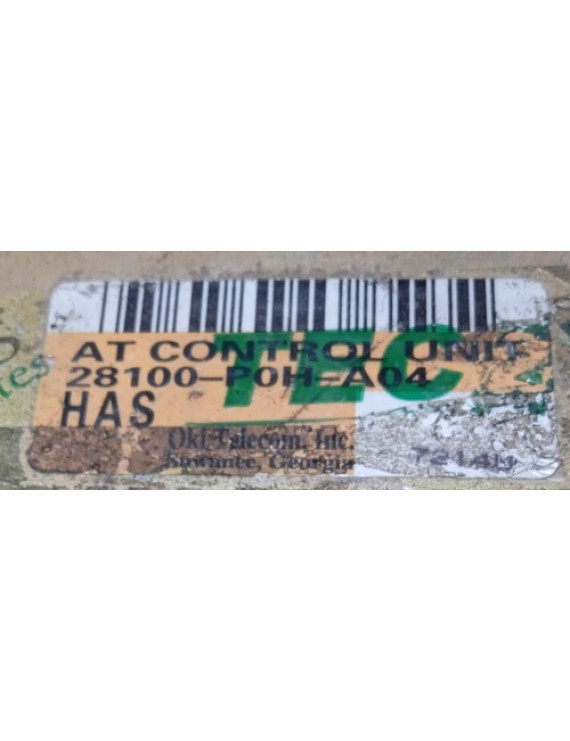 TEC
AT CONTROL UNIT
28100-P0H-A04
HAS
Oki Telecom, Inc.
Suwanee, Georgia